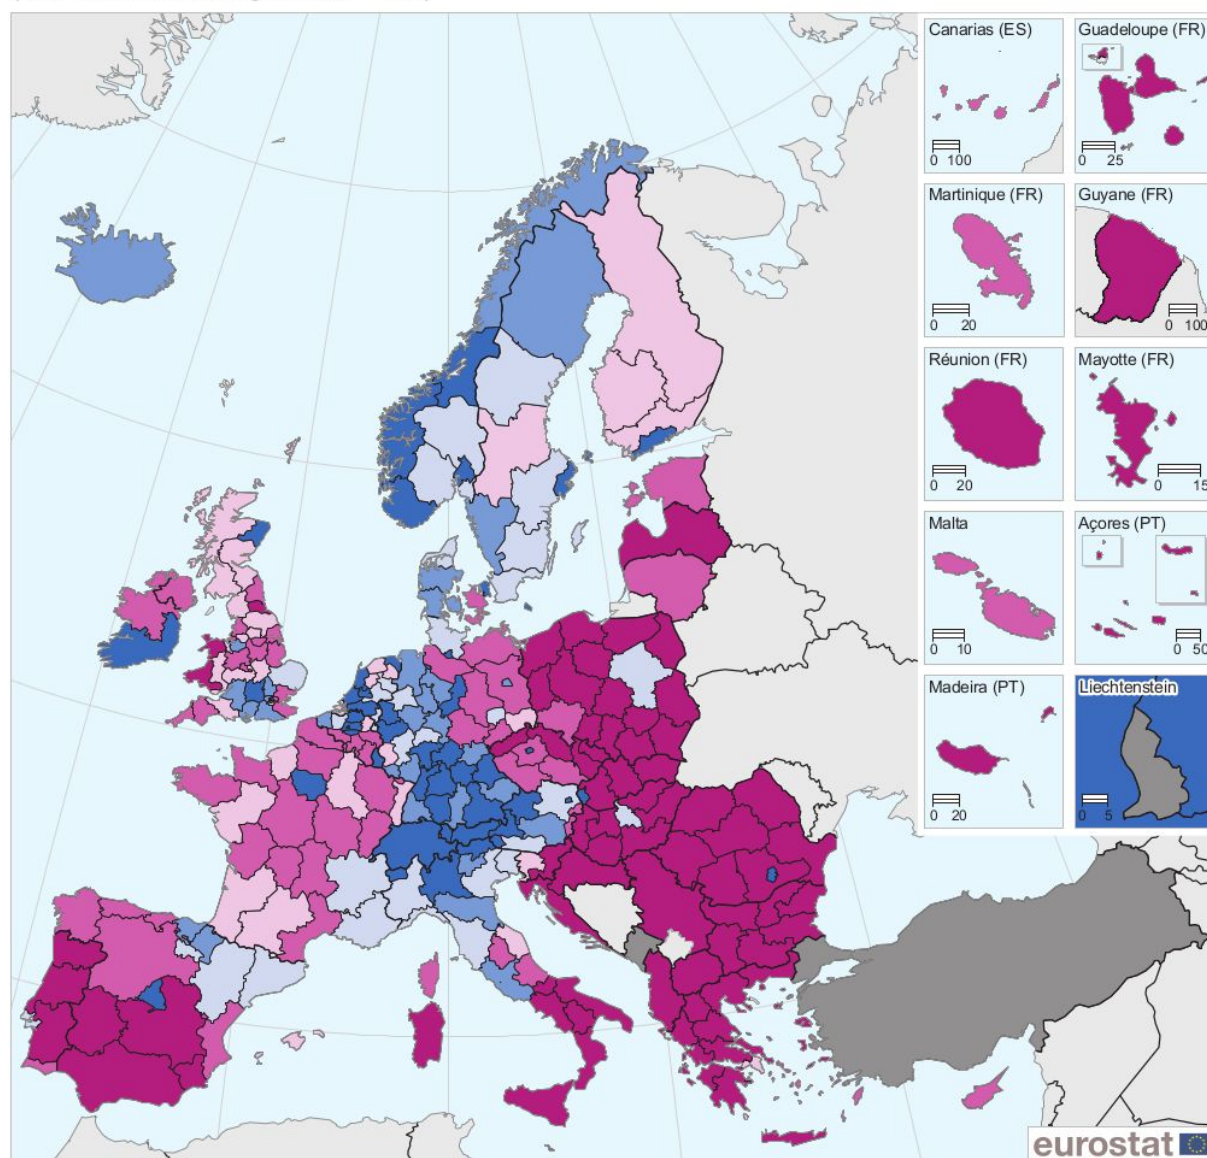 Canarias (ES)
0 100
Guadeloupe (FR)
0 25
Martinique (FR)
0 20
Guyane (FR)
0 100
Réunion (FR)
0 20
Mayotte (FR)
0 15
Malta
0 10
Açores (PT)
0 50
Madeira (PT)
0 20
Liechtenstein
0 5
eurostat